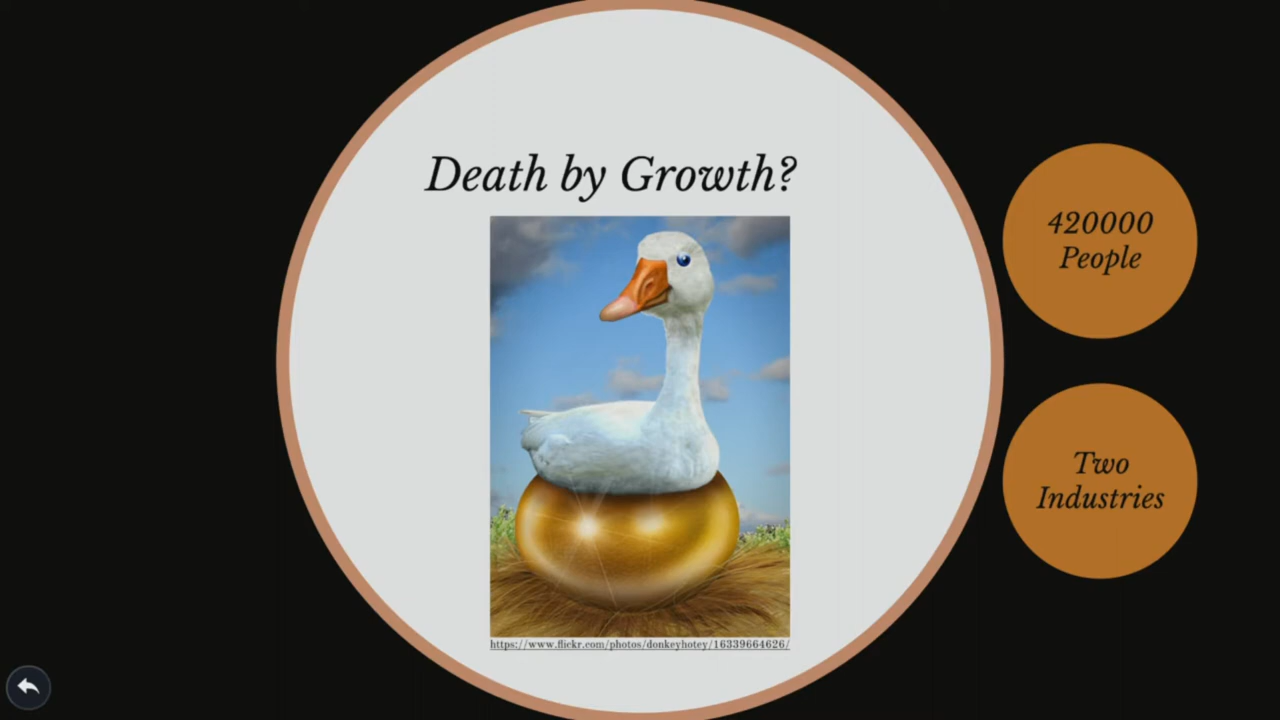 Death by Growth?
https://www.flickr.com/photos/donkeyhotey/16339664626/
420000
People
Two
Industries